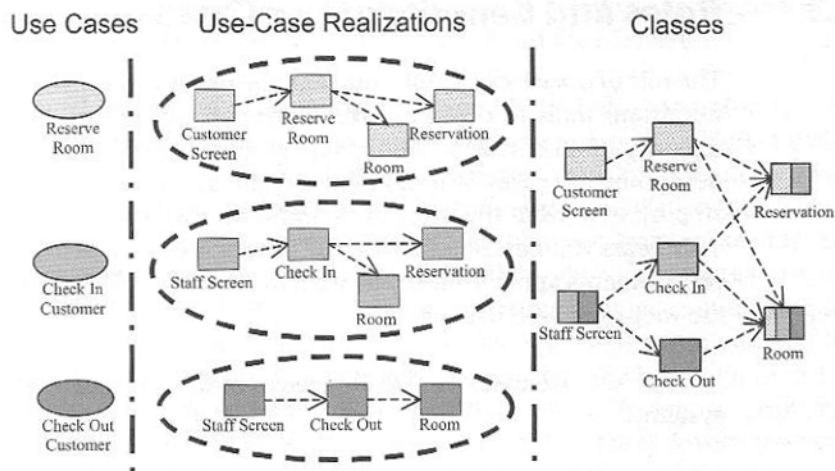 Use Cases
Use-Case Realizations
Classes
Reserve
Room
Customer
Screen
Reserve
Room
Room
Reservation
Check In
Customer
Staff Screen
Check In
Room
Reservation
Check Out
Customer
Staff Screen
Check Out
Room
Customer
Screen
Reserve
Room
Reservation
Check In
Staff Screen
Room
Check Out